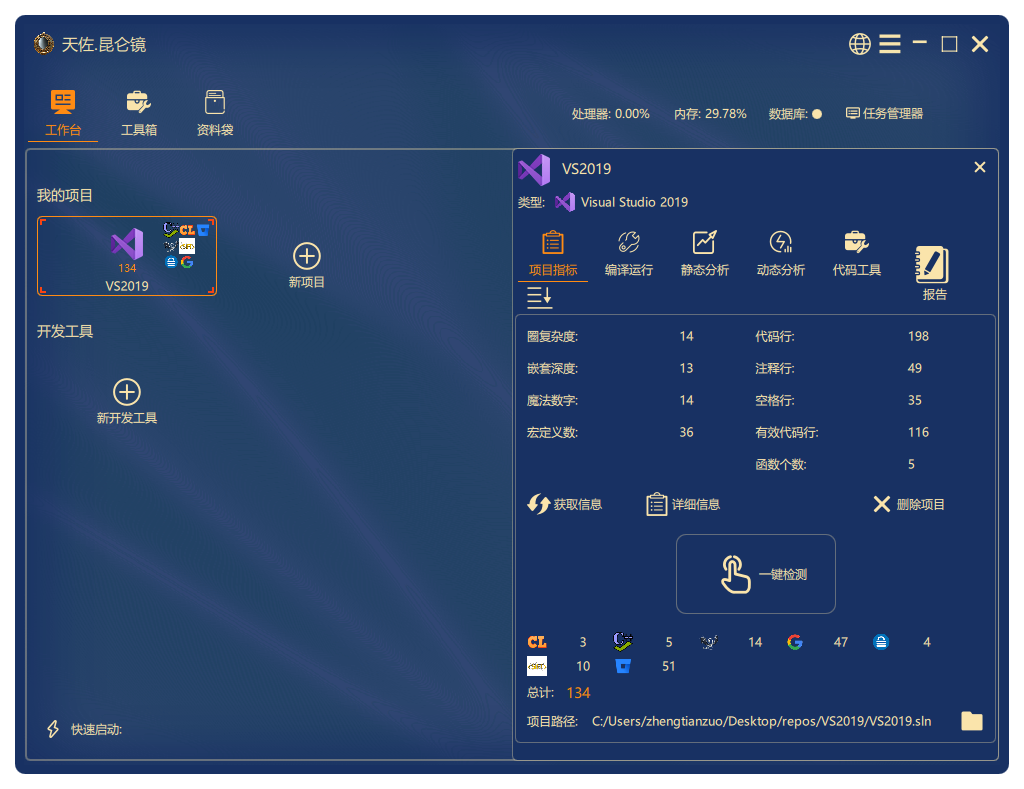 天佐.昆仑镜
工作台
工具箱
资料袋
处理器: 0.00%
内存: 29.78%
数据库:
任务管理器
我的项目
134
VS2019
新项目
开发工具
新开发工具
快速启动:
VS2019
类型: Visual Studio 2019
项目指标
编译运行
静态分析
动态分析
代码工具
报告
圈复杂度: 14 代码行: 198
嵌套深度: 13 注释行: 49
魔法数字: 14 空格行: 35
宏定义数: 36 有效代码行: 116
函数个数: 5
获取信息
详细信息
删除项目
一键检测
CL 3 5 14 47 4
10 51
总计: 134
项目路径: C:/Users/zhengtianzuo/Desktop/repos/VS2019/VS2019.sln